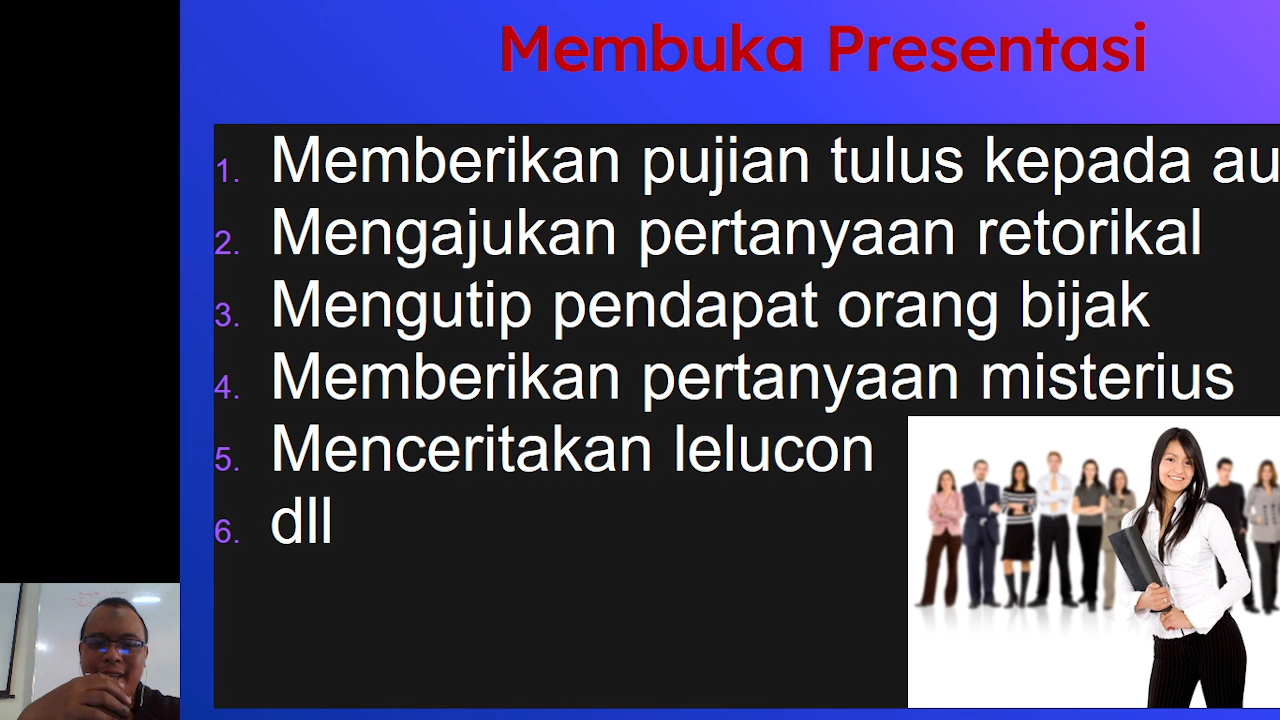 Membuka Presentasi
1. Memberikan pujian tulus kepada au
2. Mengajukan pertanyaan retorikal
3. Mengutip pendapat orang bijak
4. Memberikan pertanyaan misterius
5. Menceritakan lelucon
6. dll